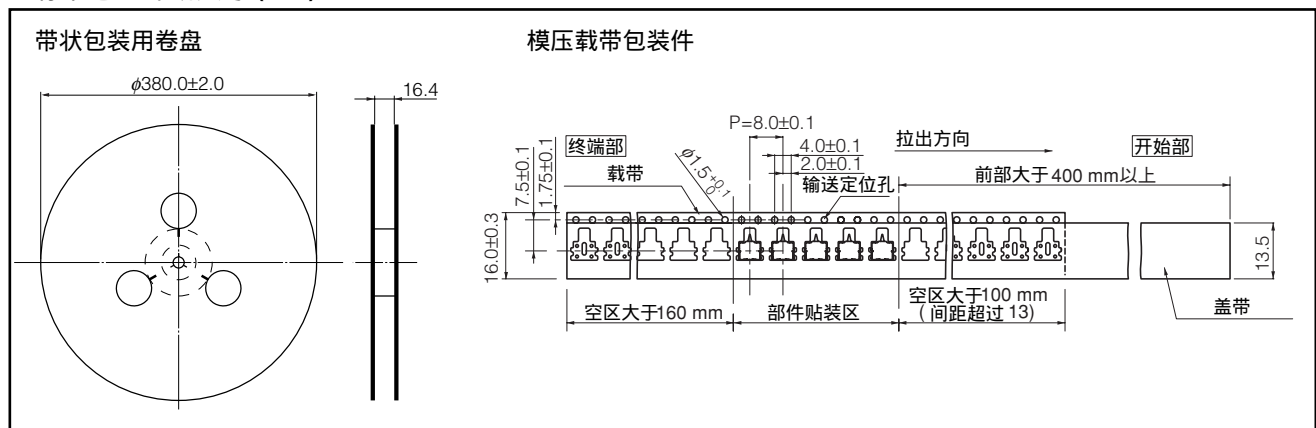 带状包装用卷盘
模压载带包装件
φ380.0±2.0
16.4
P=8.0±0.1
4.0±0.1
2.0±0.1
拉出方向
终端部
开始部
φ1.5 +0.1 0
载带
输送定位孔
前部大于400 mm以上
7.5±0.1
1.75±0.1
16.0±0.3
13.5
空区大于160 mm
部件贴装区
空区大于100 mm
( 间距超过 13)
盖带